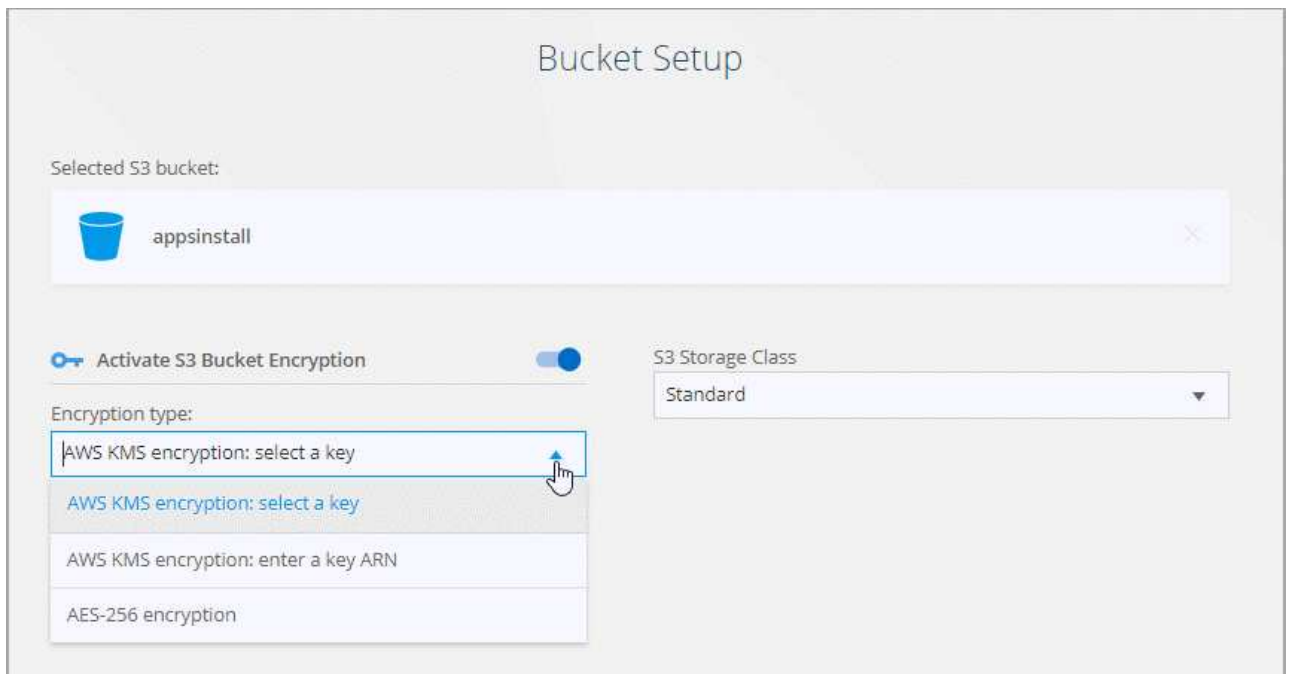 Bucket Setup
Selected S3 bucket:
appsinstall
Activate S3 Bucket Encryption
Encryption type:
AWS KMS encryption: select a key
AWS KMS encryption: select a key
AWS KMS encryption: enter a key ARN
AES-256 encryption
S3 Storage Class
Standard